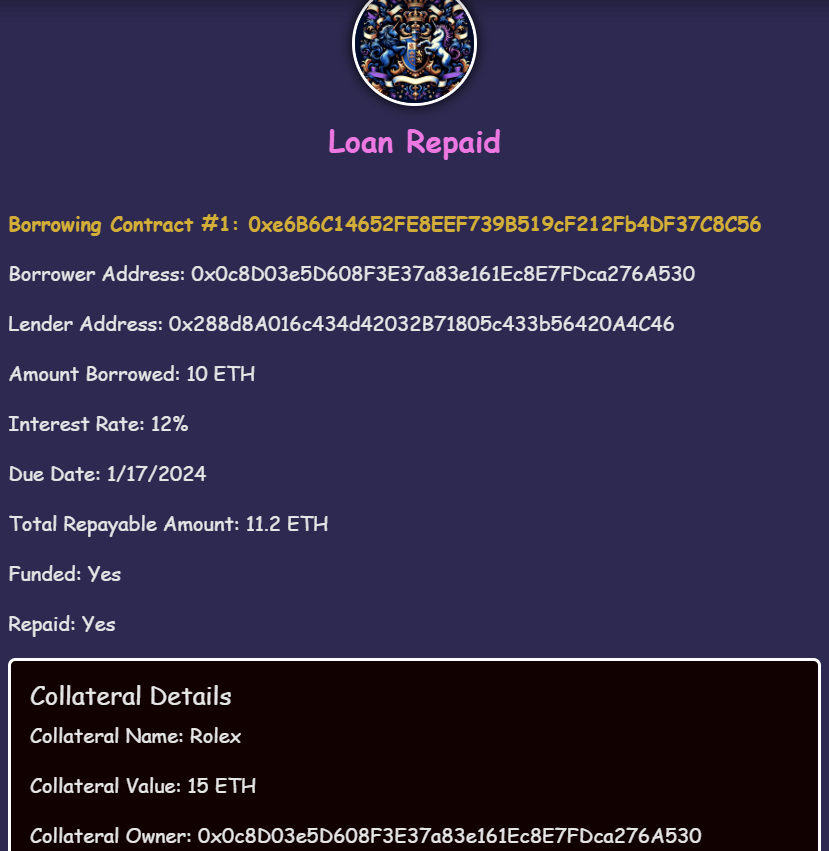 Loan Repaid
Borrowing Contract #1: 0xe6B6C14652FE8EEF739B519cF212Fb4DF37C8C56
Borrower Address: 0x0c8D03e5D608F3E37a83e161Ec8E7FDca276A530
Lender Address: 0x288d8A016c434d42032B71805c433b56420A4C46
Amount Borrowed: 10 ETH
Interest Rate: 12%
Due Date: 1/17/2024
Total Repayable Amount: 11.2 ETH
Funded: Yes
Repaid: Yes
Collateral Details
Collateral Name: Rolex
Collateral Value: 15 ETH
Collateral Owner: 0x0c8D03e5D608F3E37a83e161Ec8E7FDca276A530